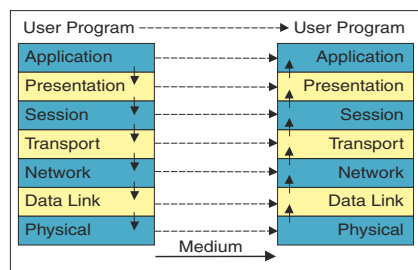 User Program User Program
Application Application
Presentation Presentation
Session Session
Transport Transport
Network Network
Data Link Data Link
Physical Physical
Medium